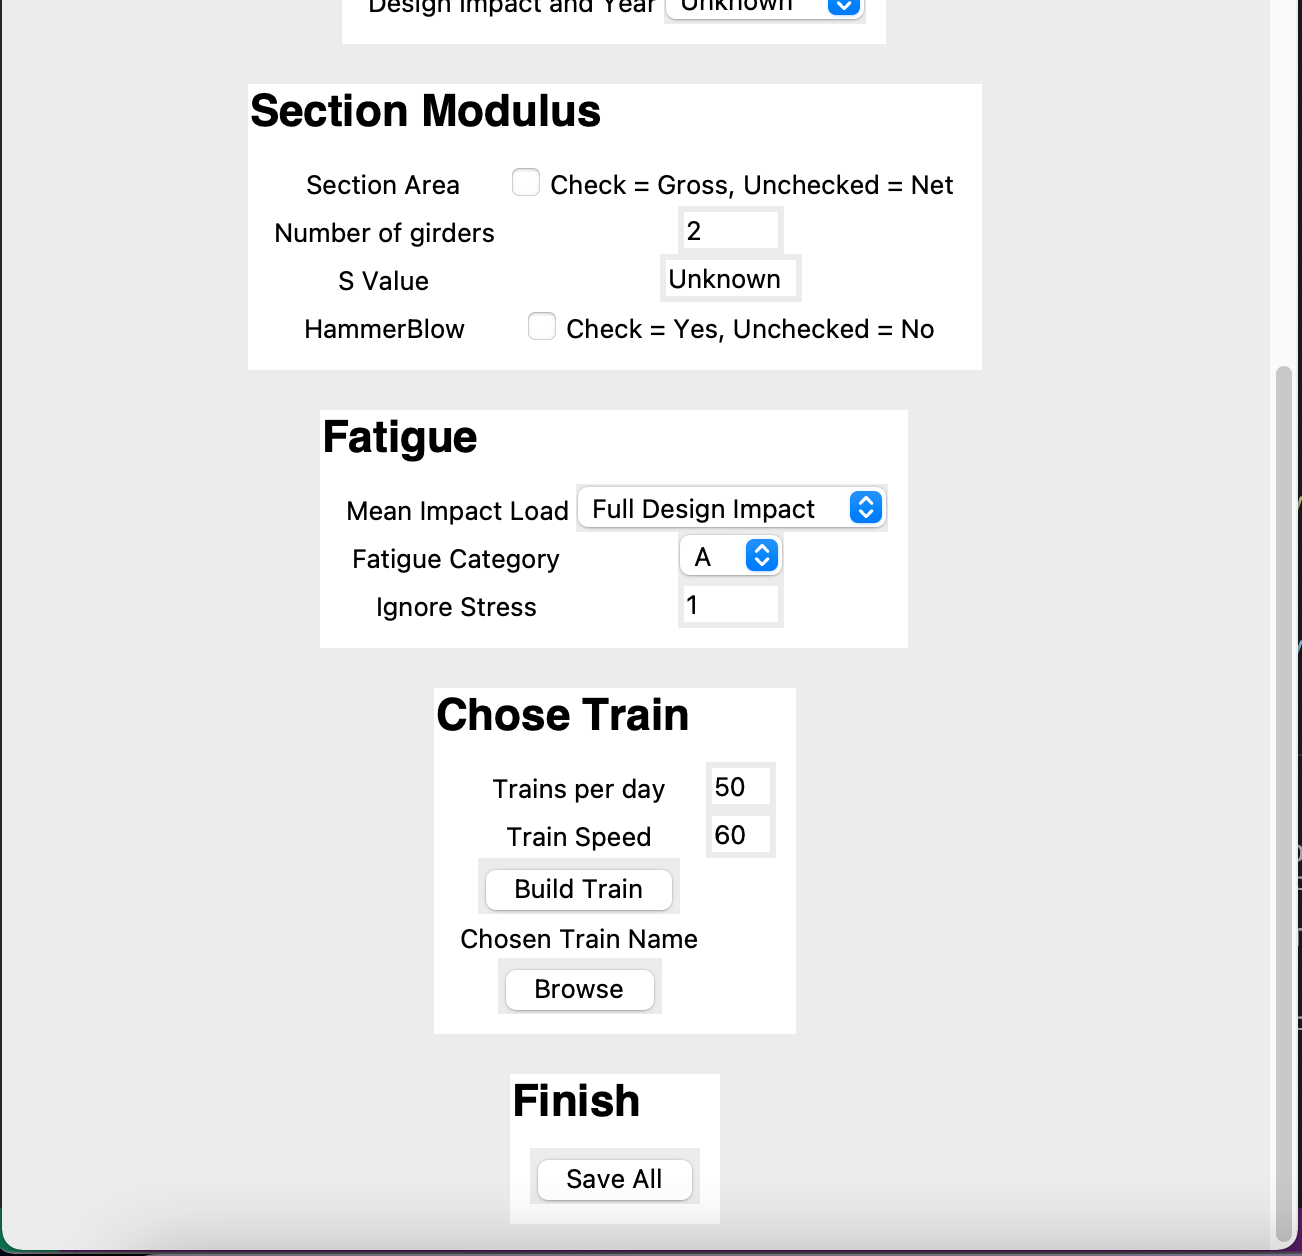 Design Impact and Year Unknown
Section Modulus
Section Area Check = Gross, Unchecked = Net
Number of girders 2
S Value Unknown
HammerBlow Check = Yes, Unchecked = No
Fatigue
Mean Impact Load Full Design Impact
Fatigue Category A
Ignore Stress 1
Chose Train
Trains per day 50
Train Speed 60
Build Train
Chosen Train Name
Browse
Finish
Save All